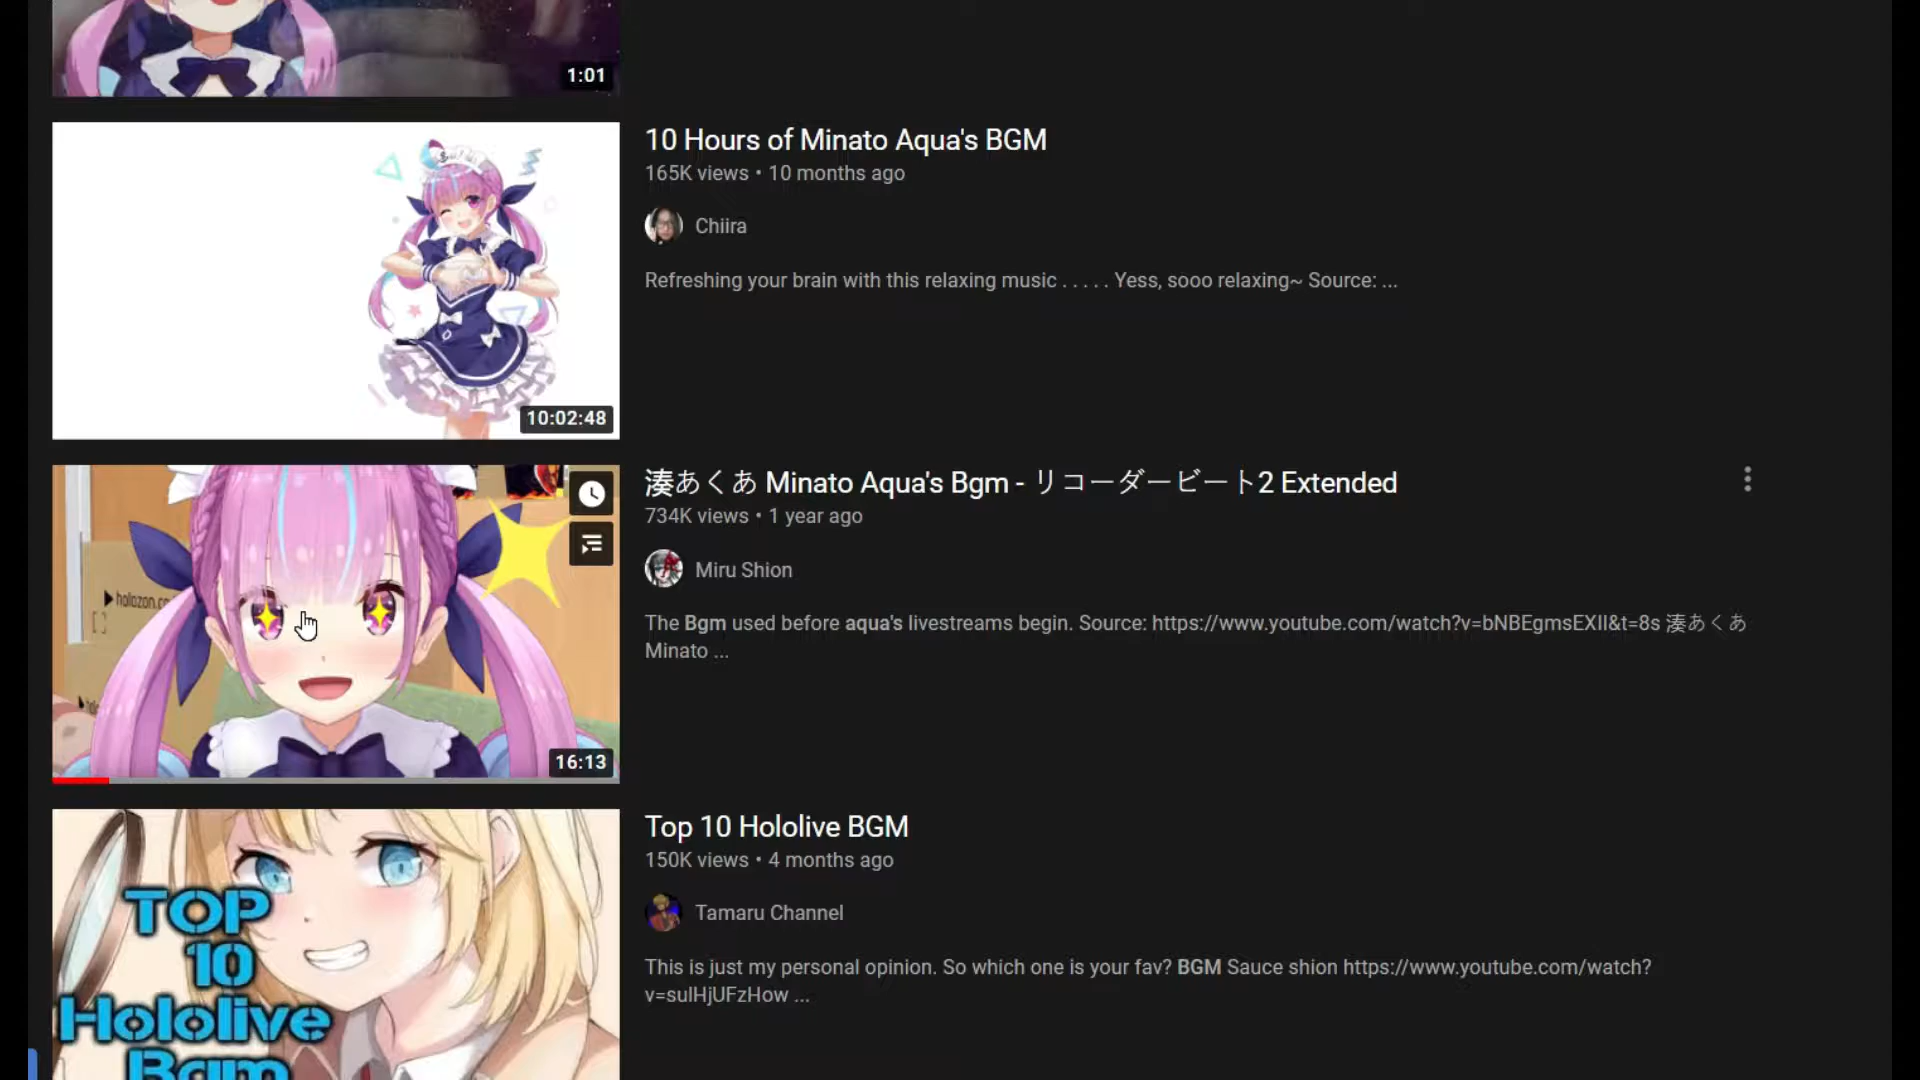 1:01
10:02:48
10 Hours of Minato Aqua's BGM
165K views • 10 months ago
Chiira
Refreshing your brain with this relaxing music . . . . . Yess, sooo relaxing~ Source: ...
holozon.co
16:13
湊あくあ Minato Aqua's Bgm - リコーダービート2 Extended
734K views • 1 year ago
Miru Shion
The Bgm used before aqua's livestreams begin. Source: https://www.youtube.com/watch?v=bNBEgmsEXII&t=8s 湊あくあ
Minato ...
TOP
10
Hololive
Bgm
Top 10 Hololive BGM
150K views • 4 months ago
Tamaru Channel
This is just my personal opinion. So which one is your fav? BGM Sauce shion https://www.youtube.com/watch?
v=sulHjUFzHow ...